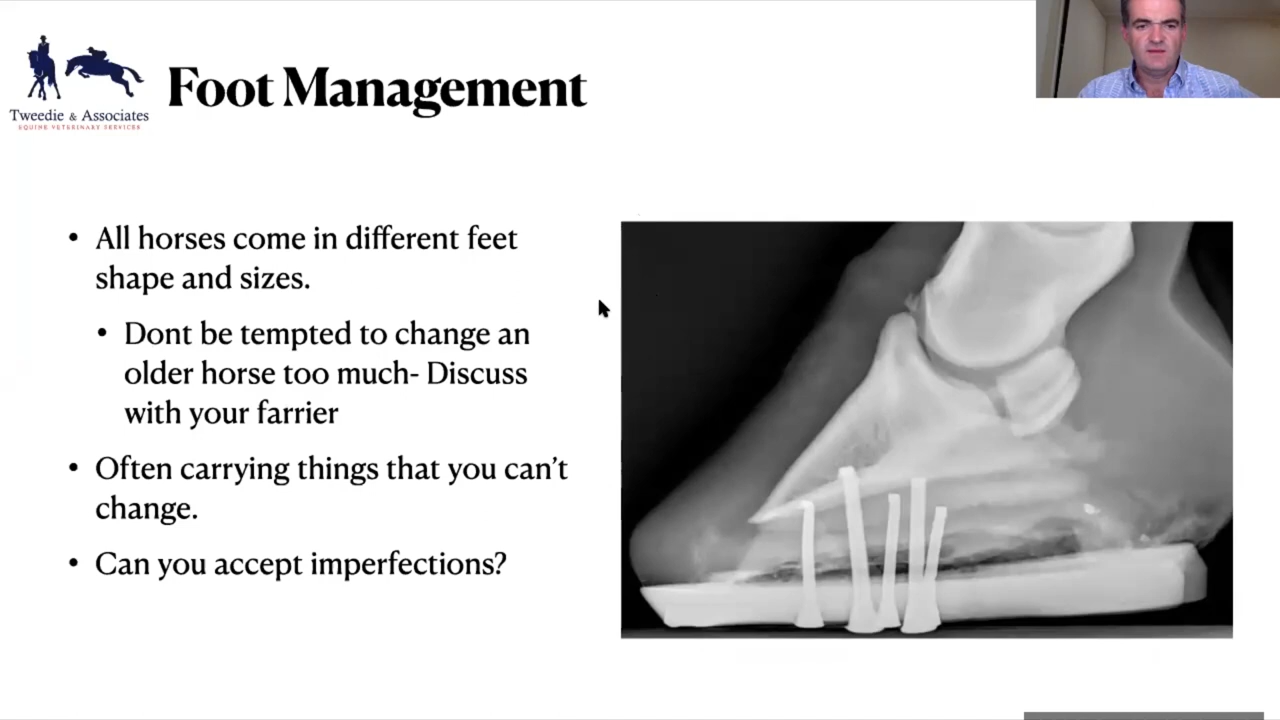 Tweedie & Associates
EQUINE VETERINARY SERVICES
Foot Management
• All horses come in different feet
shape and sizes.
• Dont be tempted to change an
older horse too much- Discuss
with your farrier
• Often carrying things that you can’t
change.
• Can you accept imperfections?